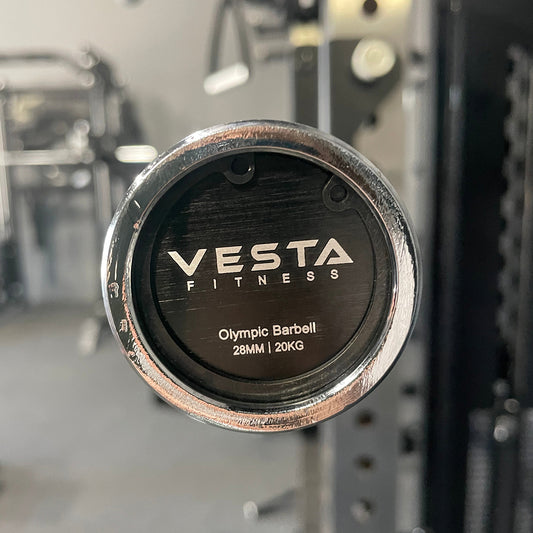 VESTA
FITNESS
Olympic Barbell
28MM | 20KG